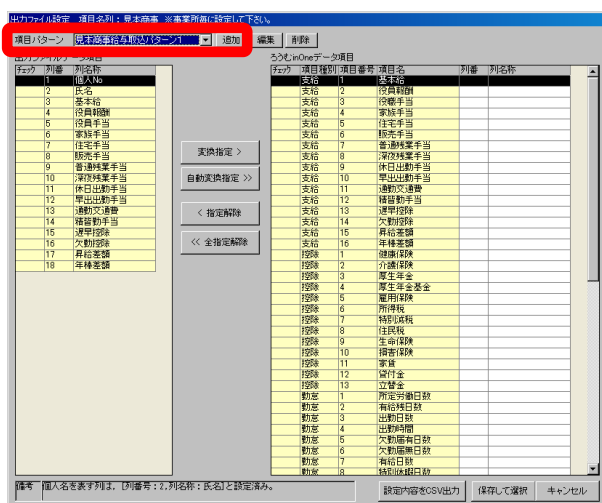 出力ファイル設定　項目名列：見本商事　※事業所毎に設定して下さい。
項目パターン 見本商事給与取込パターン1 追加 編集 削除
出力ファイルデータ項目 ろうむinOneデータ項目
チェック 列番 列名称 チェック 項目種別 項目番号 項目名 列番 列名称
1 個人No 支給 1 基本給
2 氏名 支給 2 役員報酬
3 基本給 支給 3 役職手当
4 役員報酬 支給 4 家族手当
5 役員手当 支給 5 住宅手当
6 家族手当 支給 6 販売手当
7 住宅手当 支給 7 普通残業手当
8 販売手当 支給 8 深夜残業手当
9 普通残業手当 支給 9 休日出勤手当
10 深夜残業手当 支給 10 早出出勤手当
11 休日出勤手当 支給 11 通勤交通費
12 早出出勤手当 支給 12 精皆勤手当
13 通勤交通費 支給 13 遅早控除
14 精皆勤手当 支給 14 欠勤控除
15 遅早控除 支給 15 昇給差額
16 欠勤控除 支給 16 年棒差額
17 昇給差額 控除 1 健康保険
18 年棒差額 控除 2 介護保険
控除 3 厚生年金
控除 4 厚生年金基金
控除 5 雇用保険
控除 6 所得税
控除 7 特別減税
控除 8 住民税
控除 9 生命保険
控除 10 損害保険
控除 11 家賃
控除 12 貸付金
控除 13 立替金
勤怠 1 所定労働日数
勤怠 2 有給残日数
勤怠 3 出勤日数
勤怠 4 出勤時間
勤怠 5 欠勤届有日数
勤怠 6 欠勤届無日数
勤怠 7 有給日数
勤怠 8 特別休暇日数
変換指定 >
自動変換指定 >>
< 指定解除
<< 全指定解除
備考 個人名を表す列は、[列番号：2.列名称：氏名]と設定済み。
設定内容をCSV出力 保存して選択 キャンセル